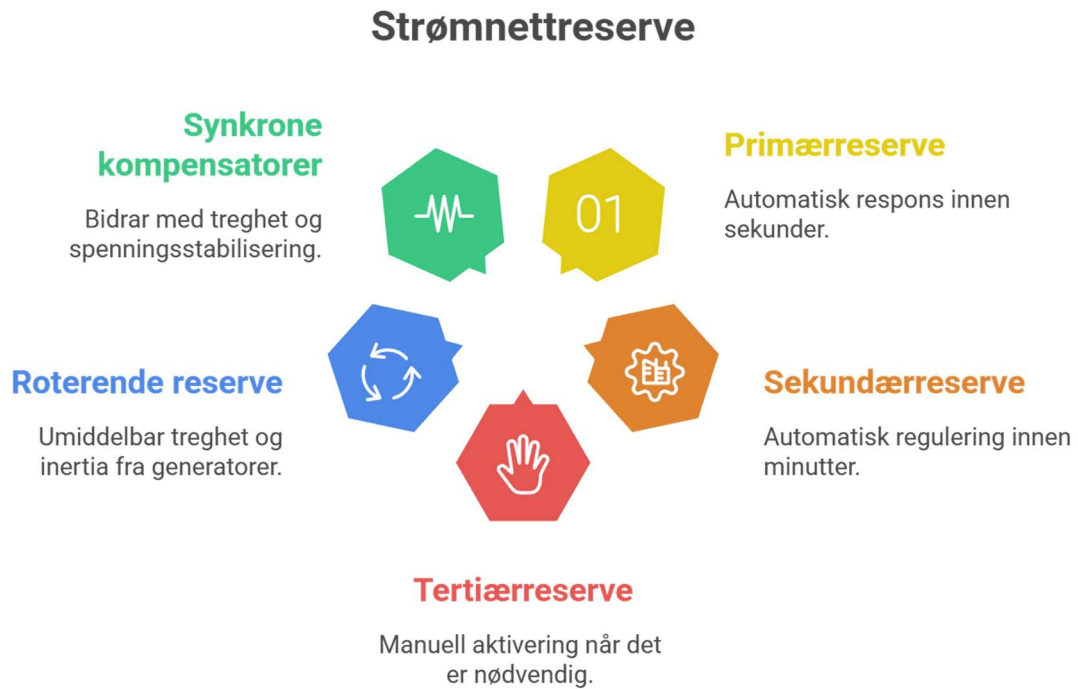 Strømnettreserve
Synkrone
kompensatorer
Bidrar med treghet og
spenningsstabilisering.
01
Primærreserve
Automatisk respons innen
sekunder.
Roterende reserve
Umiddelbar treghet og
inertia fra generatorer.
Sekundærreserve
Automatisk regulering innen
minutter.
Tertiærreserve
Manuell aktivering når det
er nødvendig.